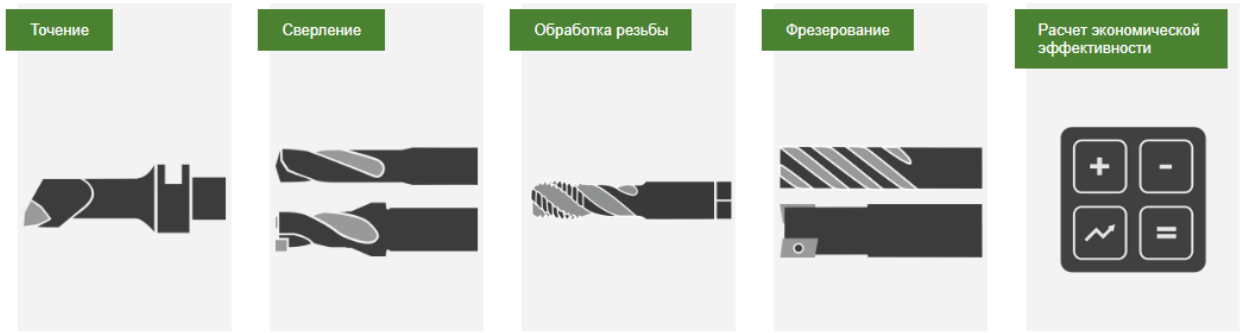 Точение
Сверление
Обработка резьбы
Фрезерование
Расчет экономической
эффективности